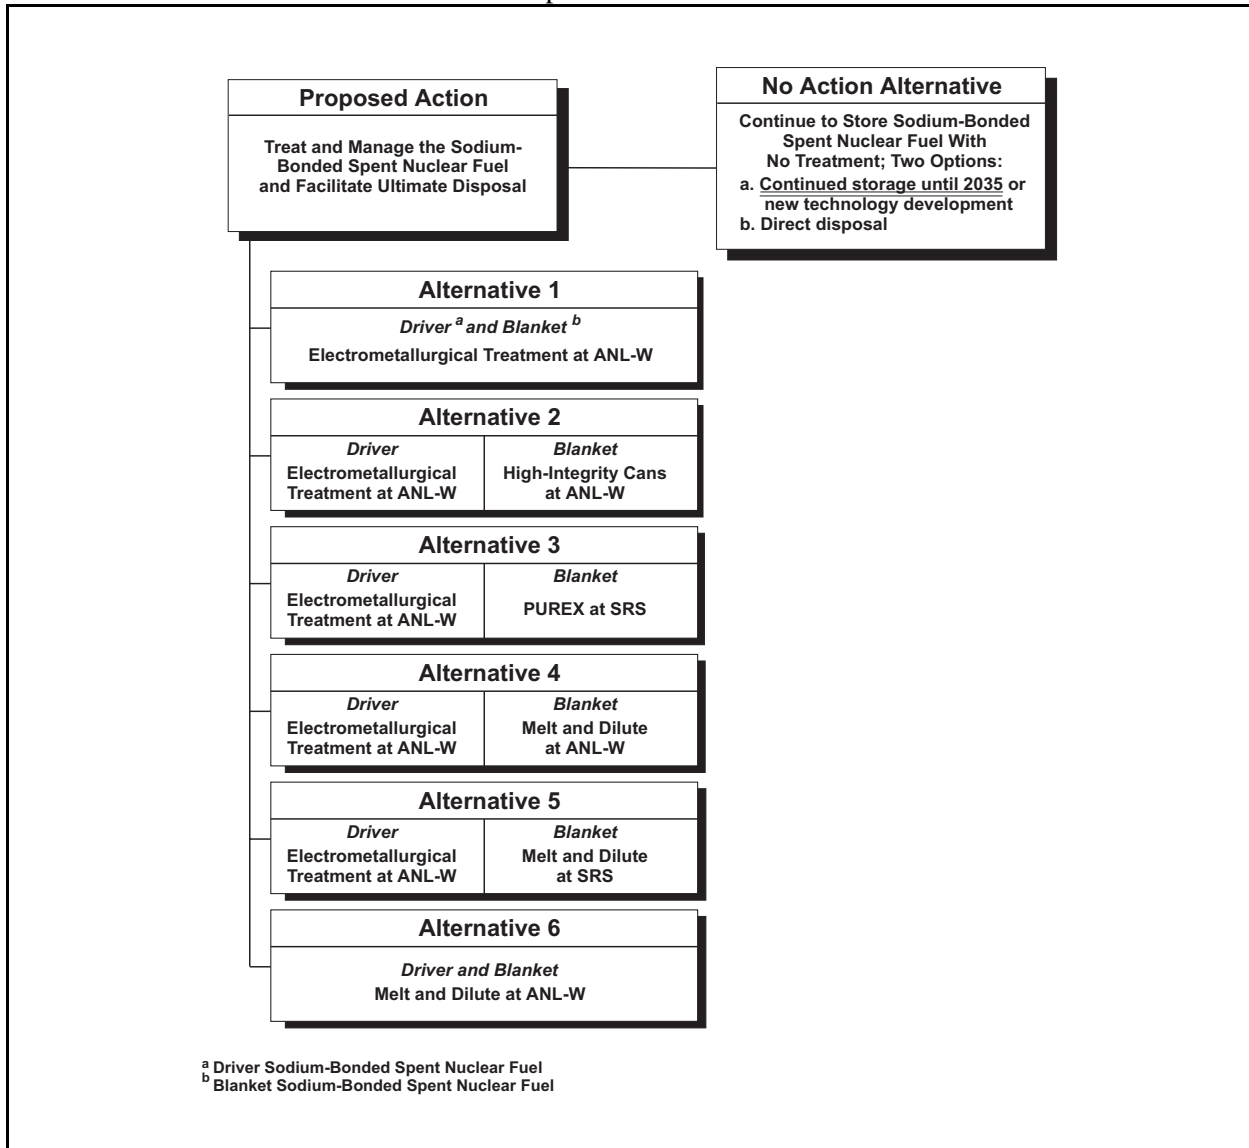 Proposed Action
Treat and Manage the Sodium-
Bonded Spent Nuclear Fuel
and Facilitate Ultimate Disposal
No Action Alternative
Continue to Store Sodium-Bonded
Spent Nuclear Fuel With
No Treatment; Two Options:
a. Continued storage until 2035 or
new technology development
b. Direct disposal
Alternative 1
Driver a and Blanket b
Electrometallurgical Treatment at ANL-W
Alternative 2
Driver
Electrometallurgical
Treatment at ANL-W
Blanket
High-Integrity Cans
at ANL-W
Alternative 3
Driver
Electrometallurgical
Treatment at ANL-W
Blanket
PUREX at SRS
Alternative 4
Driver
Electrometallurgical
Treatment at ANL-W
Blanket
Melt and Dilute
at ANL-W
Alternative 5
Driver
Electrometallurgical
Treatment at ANL-W
Blanket
Melt and Dilute
at SRS
Alternative 6
Driver and Blanket
Melt and Dilute at ANL-W
a Driver Sodium-Bonded Spent Nuclear Fuel
b Blanket Sodium-Bonded Spent Nuclear Fuel